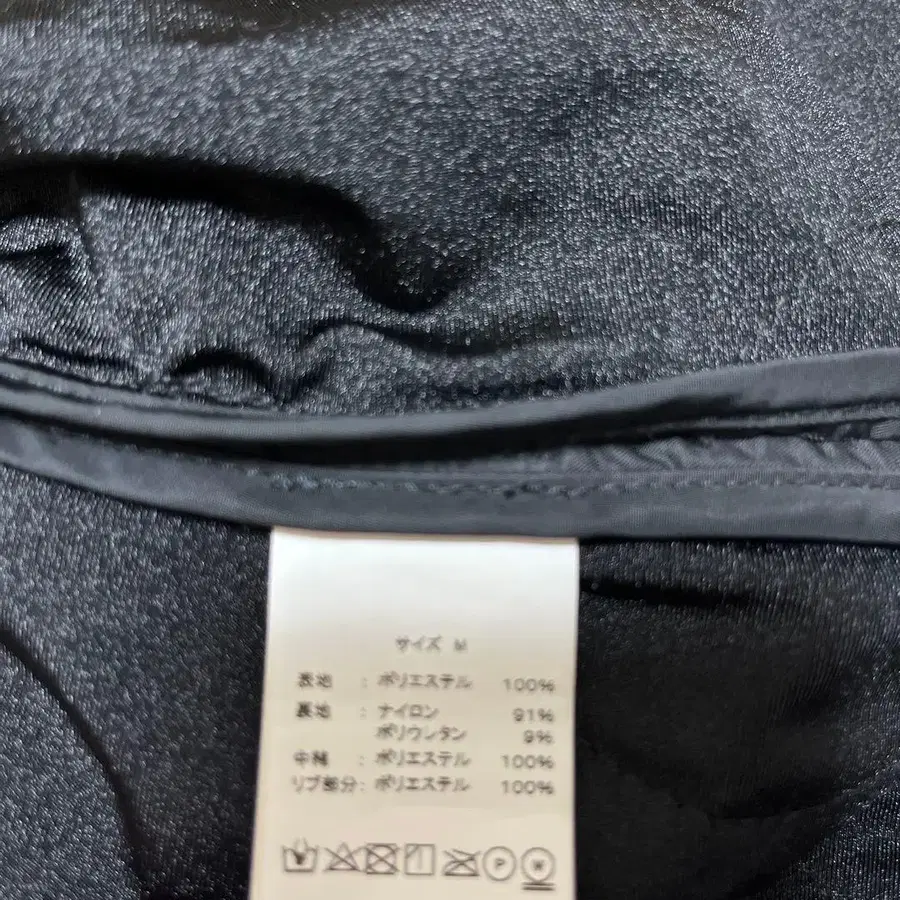 サイズ M
表地 : ポリエステル 100%
裏地 : ナイロン 91%
ポリウレタン 9%
中綿 : ポリエステル 100%
リブ部分 : ポリエステル 100%
P W